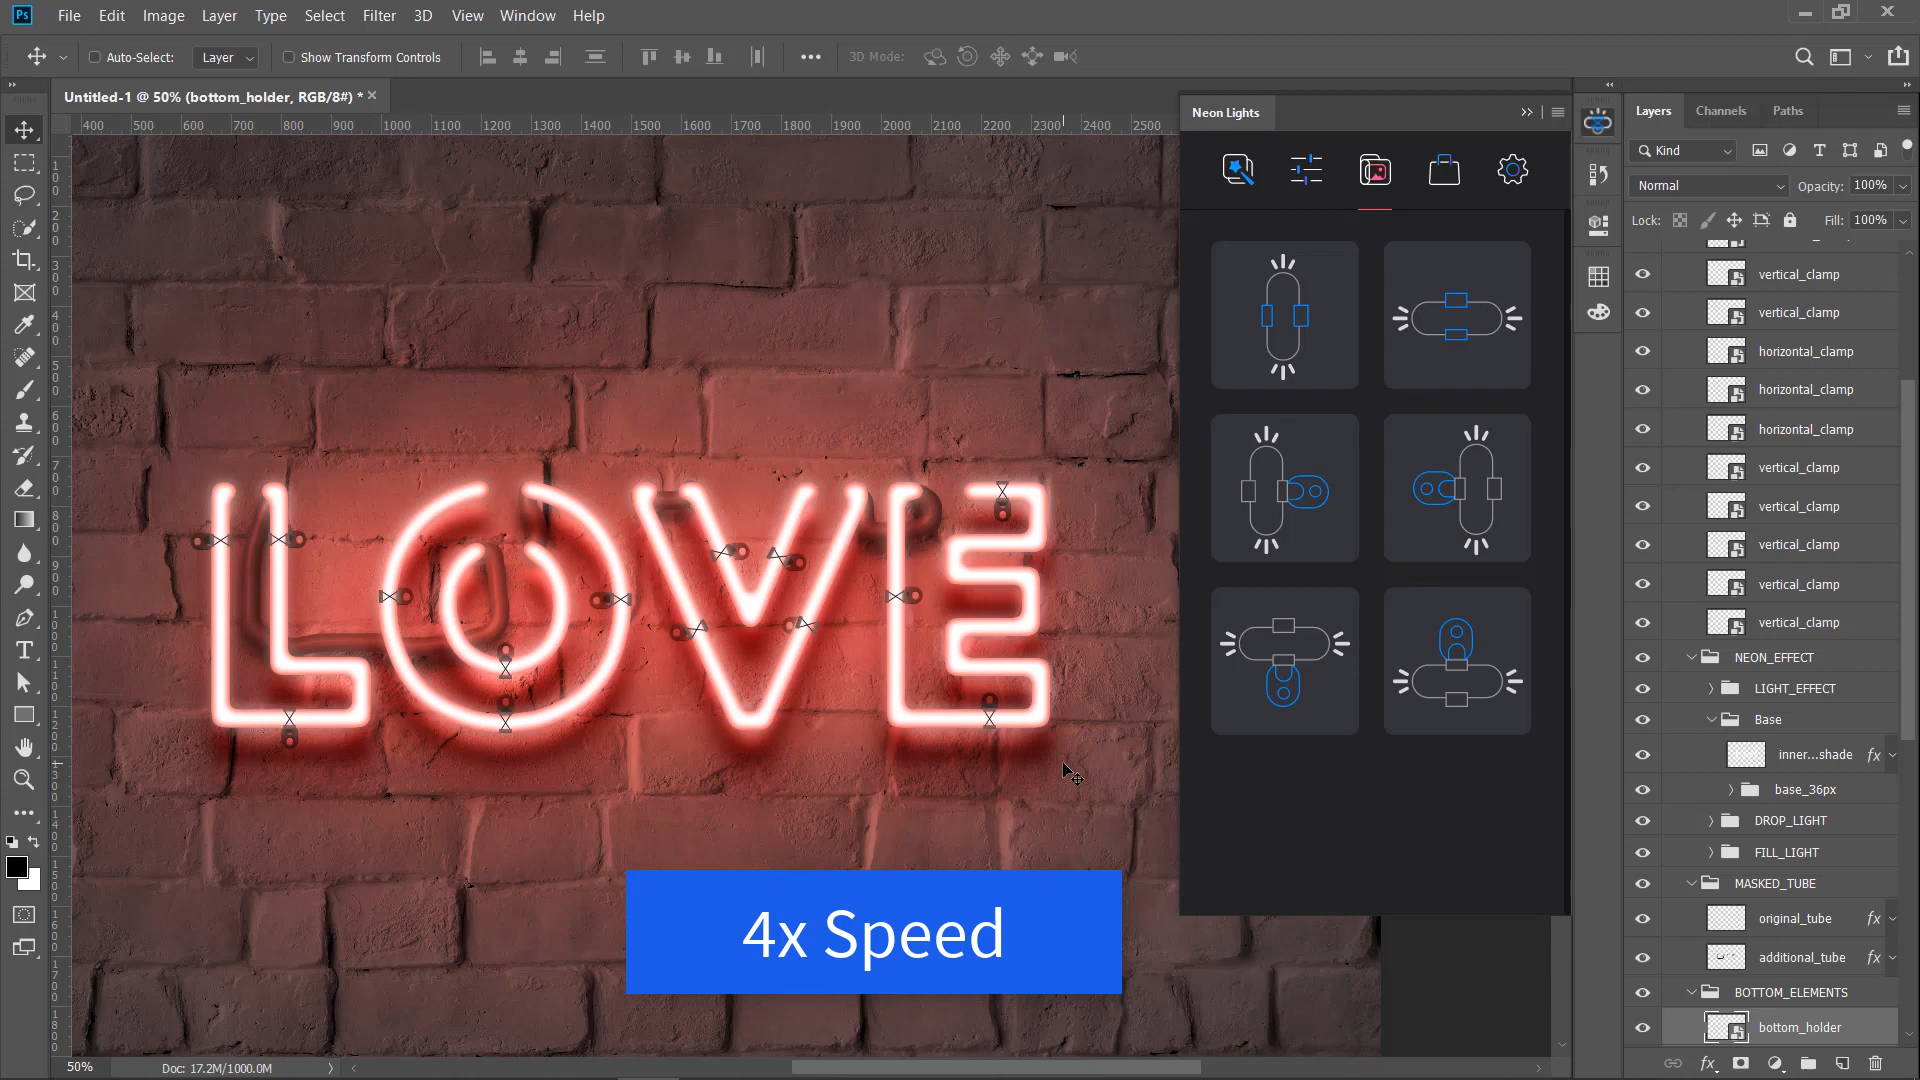 Ps
File Edit Image Layer Type Select Filter 3D View Window Help
Auto-Select: Layer Show Transform Controls 3D Mode:
Untitled-1 @ 50% (bottom_holder, RGB/8#) *
400 500 600 700 800 900 1000 1100 1200 1300 1400 1500 1600 1700 1800 1900 2000 2100 2200 2300 2400 2500
Neon Lights
Layers Channels Paths
Kind
Normal Opacity: 100%
Lock: Fill: 100%
vertical_clamp
vertical_clamp
horizontal_clamp
horizontal_clamp
horizontal_clamp
vertical_clamp
vertical_clamp
vertical_clamp
vertical_clamp
vertical_clamp
NEON_EFFECT
LIGHT_EFFECT
Base
inner...shade fx
base_36px
DROP_LIGHT
FILL_LIGHT
MASKED_TUBE
original_tube fx
additional_tube fx
BOTTOM_ELEMENTS
bottom_holder
LOVE
4x Speed
50% Doc: 17.2M/1000.0M